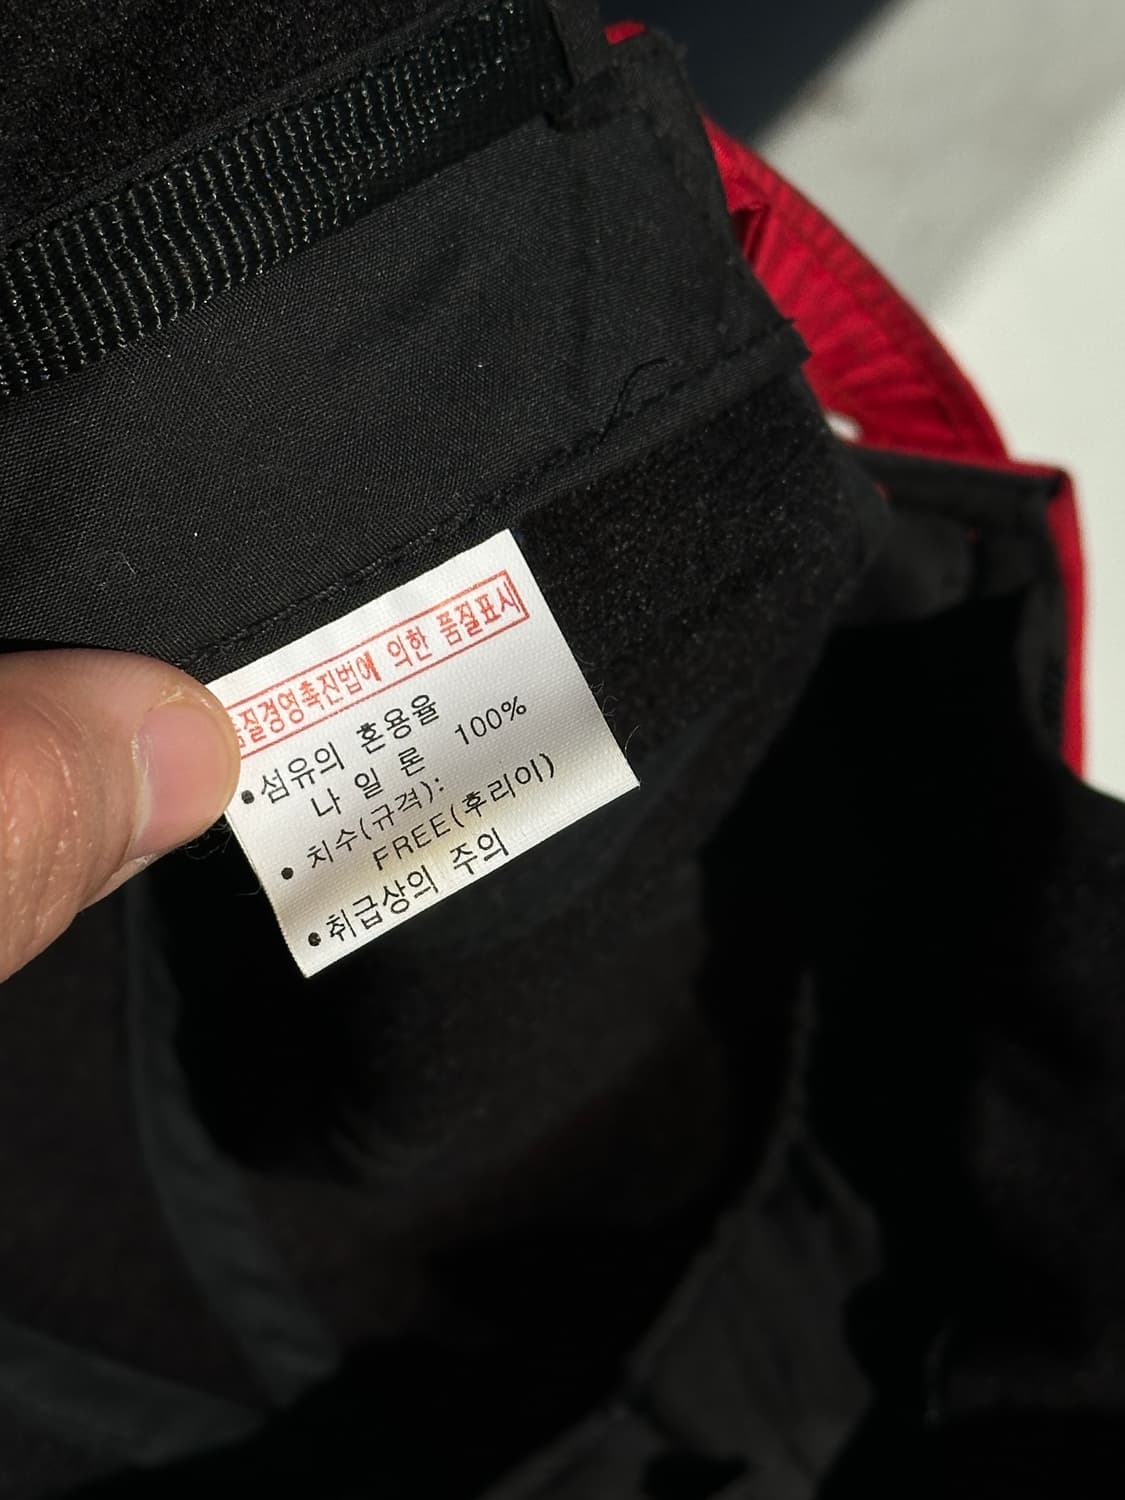 품질경영촉진법에 의한 품질표시
•섬유의 혼용율
나 일 론 100%
• 치수(규격):
FREE(후리이)
•취급상의 주의